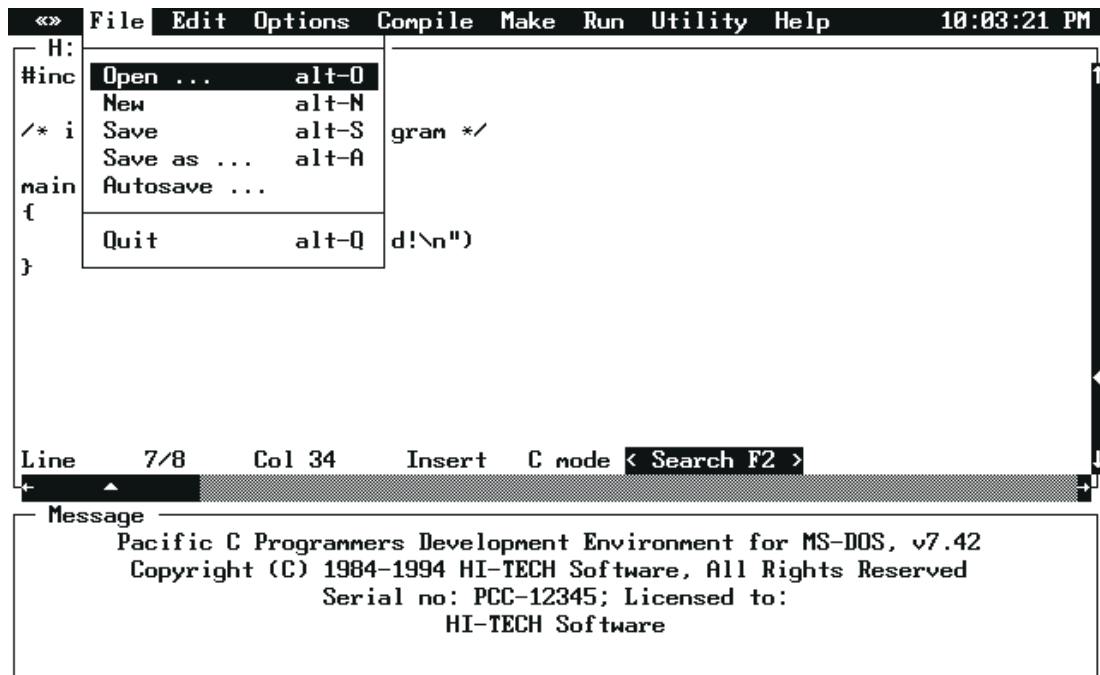 «» File Edit Options Compile Make Run Utility Help 10:03:21 PM
H:
#inc Open ... alt-O
New alt-N
/* i Save alt-S gram */
Save as ... alt-A
main Autosave ...
{
Quit alt-Q d!\n")
}
Line 7/8 Col 34 Insert C mode < Search F2 >
Message
Pacific C Programmers Development Environment for MS-DOS, v7.42
Copyright (C) 1984-1994 HI-TECH Software, All Rights Reserved
Serial no: PCC-12345; Licensed to:
HI-TECH Software